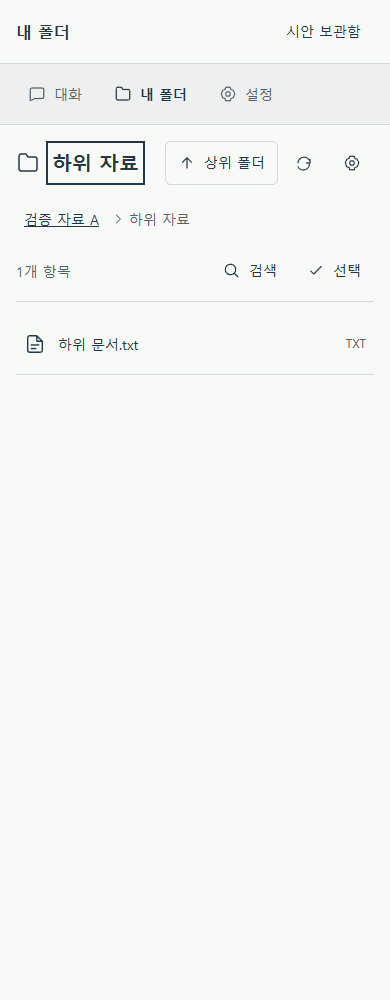 내 폴더 시안 보관함
대화 내 폴더 설정
하위 자료 상위 폴더
검증 자료 A > 하위 자료
1개 항목 검색 선택
하위 문서.txt TXT